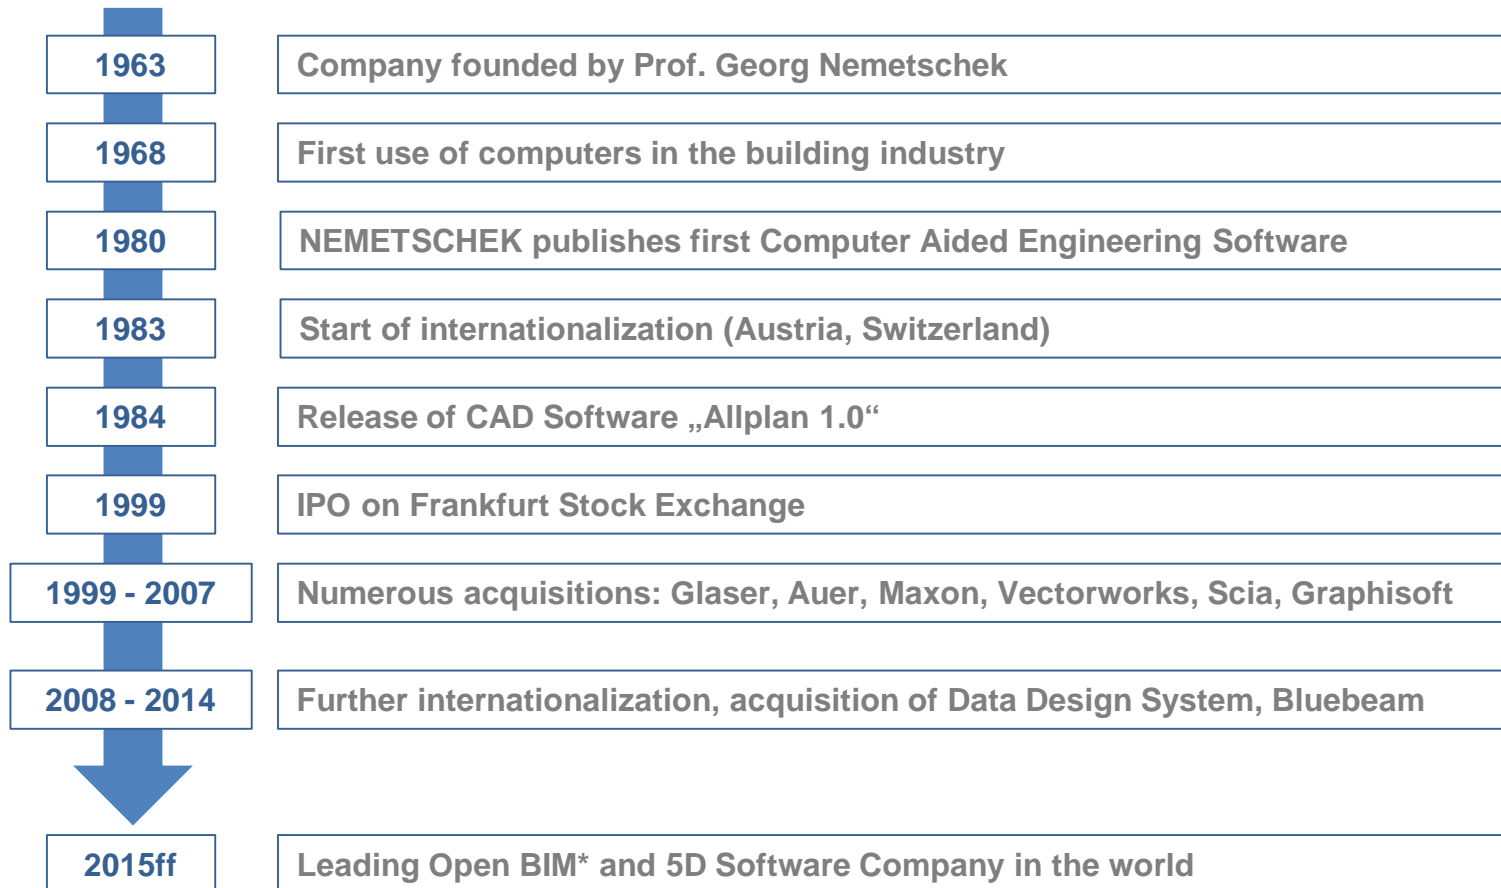 1963 Company founded by Prof. Georg Nemetschek
1968 First use of computers in the building industry
1980 NEMETSCHEK publishes first Computer Aided Engineering Software
1983 Start of internationalization (Austria, Switzerland)
1984 Release of CAD Software „Allplan 1.0“
1999 IPO on Frankfurt Stock Exchange
1999 - 2007 Numerous acquisitions: Glaser, Auer, Maxon, Vectorworks, Scia, Graphisoft
2008 - 2014 Further internationalization, acquisition of Data Design System, Bluebeam
2015ff Leading Open BIM* and 5D Software Company in the world